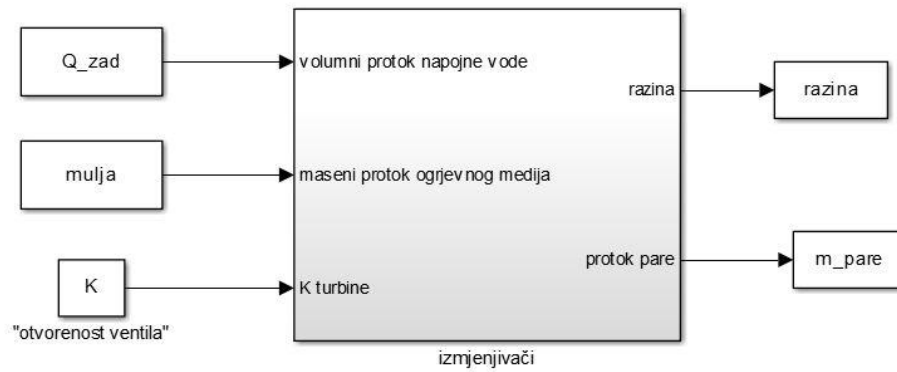 Q_zad
volumni protok napojne vode
razina
razina
mulja
maseni protok ogrjevnog medija
protok pare
m_pare
K
K turbine
"otvorenost ventila"
izmjenjivači